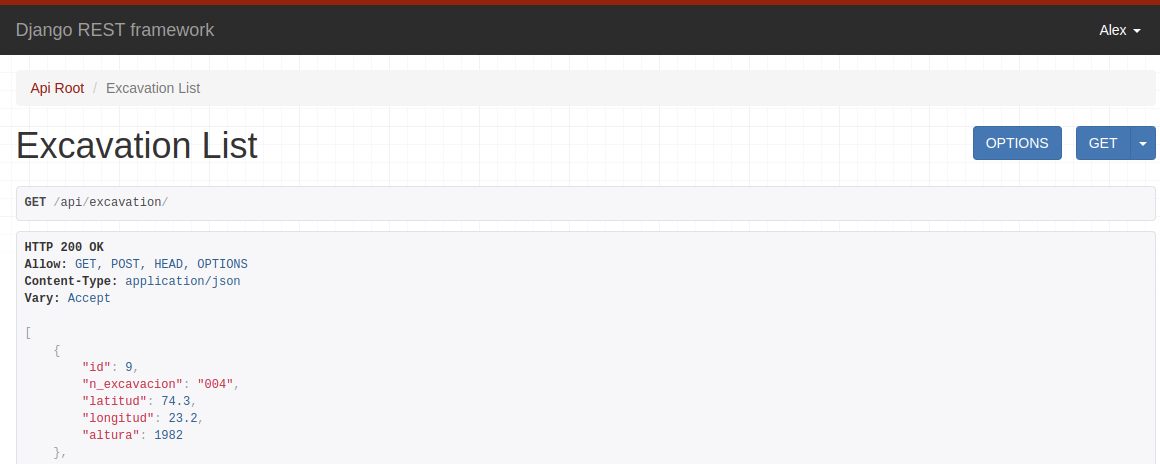 Django REST framework
Alex
Api Root / Excavation List
Excavation List
OPTIONS
GET
GET /api/excavation/
HTTP 200 OK
Allow: GET, POST, HEAD, OPTIONS
Content-Type: application/json
Vary: Accept
[
    {
        "id": 9,
        "n_excavacion": "004",
        "latitud": 74.3,
        "longitud": 23.2,
        "altura": 1982
    },